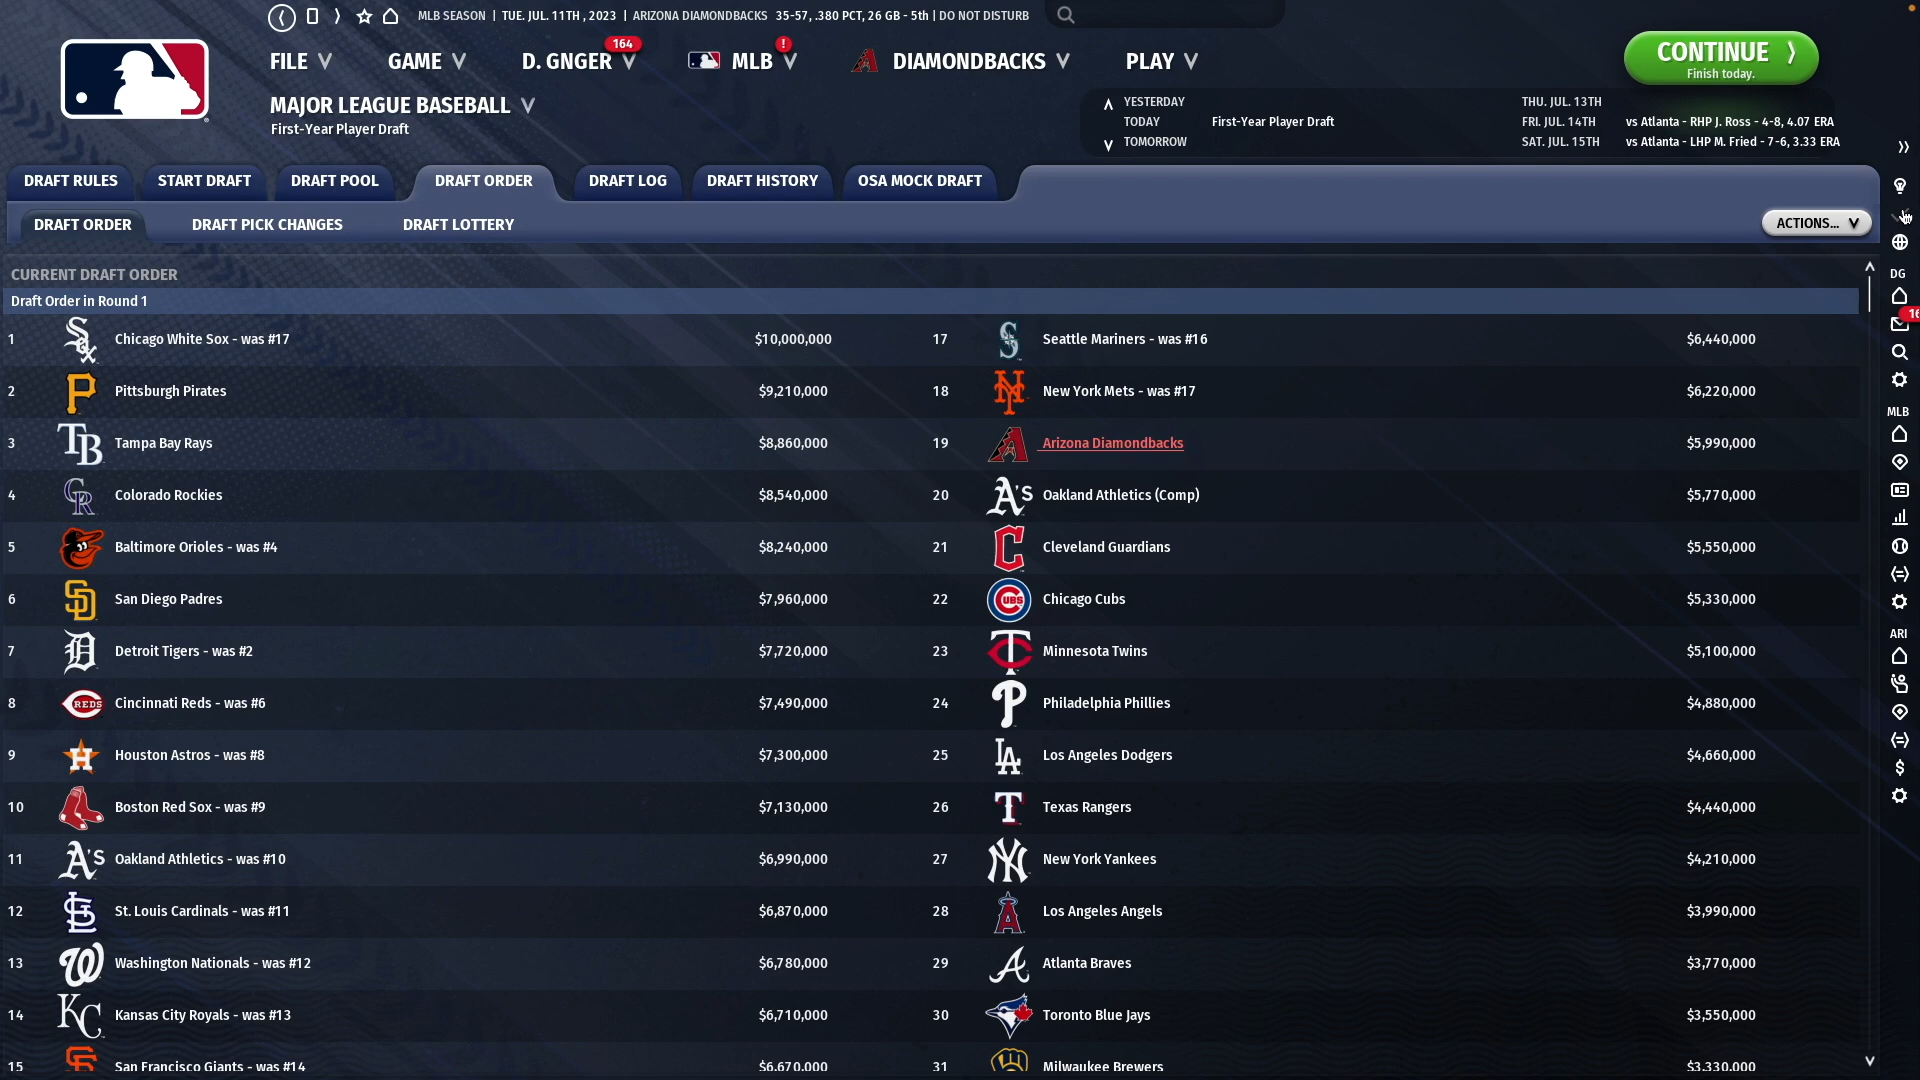 MLB SEASON | TUE. JUL. 11TH , 2023 | ARIZONA DIAMONDBACKS 35-57, .380 PCT, 26 GB - 5th | DO NOT DISTURB
FILE GAME D. GNGER 164 MLB ! DIAMONDBACKS PLAY
CONTINUE
Finish today.
MAJOR LEAGUE BASEBALL
First-Year Player Draft
YESTERDAY THU. JUL. 13TH
TODAY First-Year Player Draft FRI. JUL. 14TH vs Atlanta - RHP J. Ross - 4-8, 4.07 ERA
TOMORROW SAT. JUL. 15TH vs Atlanta - LHP M. Fried - 7-6, 3.33 ERA
DRAFT RULES START DRAFT DRAFT POOL DRAFT ORDER DRAFT LOG DRAFT HISTORY OSA MOCK DRAFT
DRAFT ORDER DRAFT PICK CHANGES DRAFT LOTTERY ACTIONS...
CURRENT DRAFT ORDER
Draft Order in Round 1
1 Chicago White Sox - was #17 $10,000,000 17 Seattle Mariners - was #16 $6,440,000
2 Pittsburgh Pirates $9,210,000 18 New York Mets - was #17 $6,220,000
3 Tampa Bay Rays $8,860,000 19 Arizona Diamondbacks $5,990,000
4 Colorado Rockies $8,540,000 20 Oakland Athletics (Comp) $5,770,000
5 Baltimore Orioles - was #4 $8,240,000 21 Cleveland Guardians $5,550,000
6 San Diego Padres $7,960,000 22 Chicago Cubs $5,330,000
7 Detroit Tigers - was #2 $7,720,000 23 Minnesota Twins $5,100,000
8 Cincinnati Reds - was #6 $7,490,000 24 Philadelphia Phillies $4,880,000
9 Houston Astros - was #8 $7,300,000 25 Los Angeles Dodgers $4,660,000
10 Boston Red Sox - was #9 $7,130,000 26 Texas Rangers $4,440,000
11 Oakland Athletics - was #10 $6,990,000 27 New York Yankees $4,210,000
12 St. Louis Cardinals - was #11 $6,870,000 28 Los Angeles Angels $3,990,000
13 Washington Nationals - was #12 $6,780,000 29 Atlanta Braves $3,770,000
14 Kansas City Royals - was #13 $6,710,000 30 Toronto Blue Jays $3,550,000
15 San Francisco Giants - was #14 $6,670,000 31 Milwaukee Brewers $3,330,000
DG
16
MLB
ARI